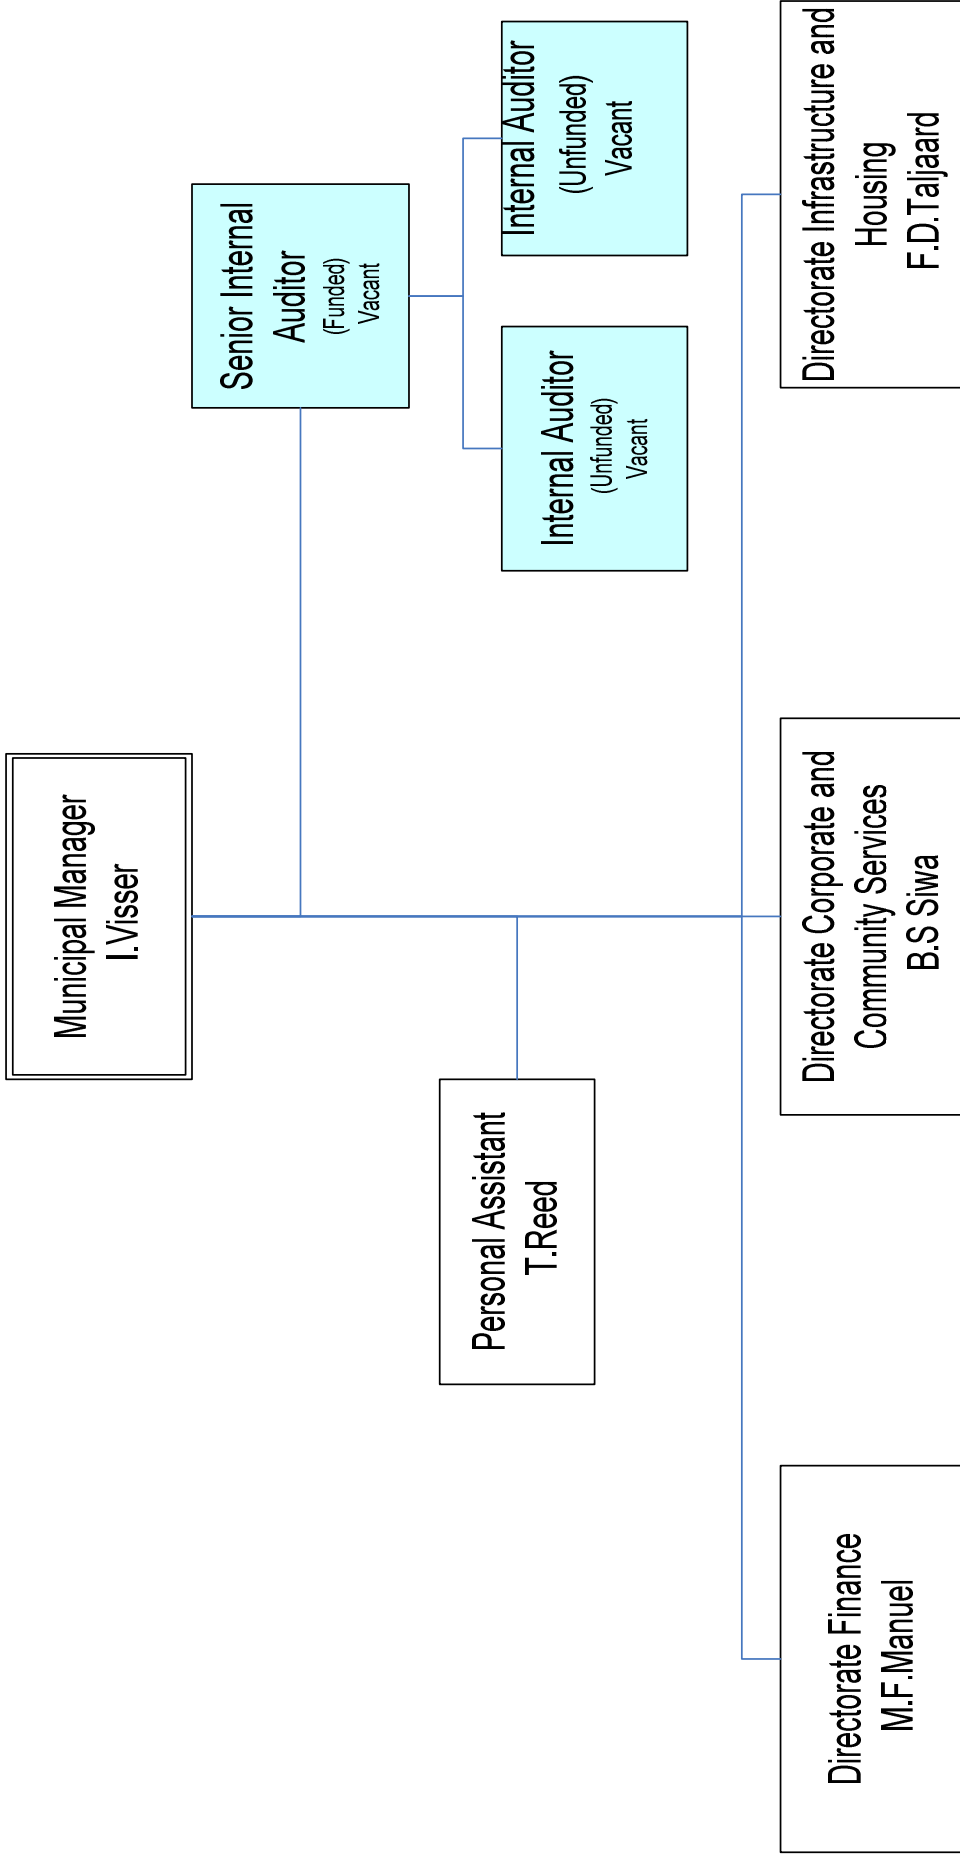 Municipal Manager
I.Visser
Senior Internal
Auditor
(Funded)
Vacant
Personal Assistant
T.Reed
Internal Auditor
(Unfunded)
Vacant
Internal Auditor
(Unfunded)
Vacant
Directorate Finance
M.F.Manuel
Directorate Corporate and
Community Services
B.S Siwa
Directorate Infrastructure and
Housing
F.D.Taljaard